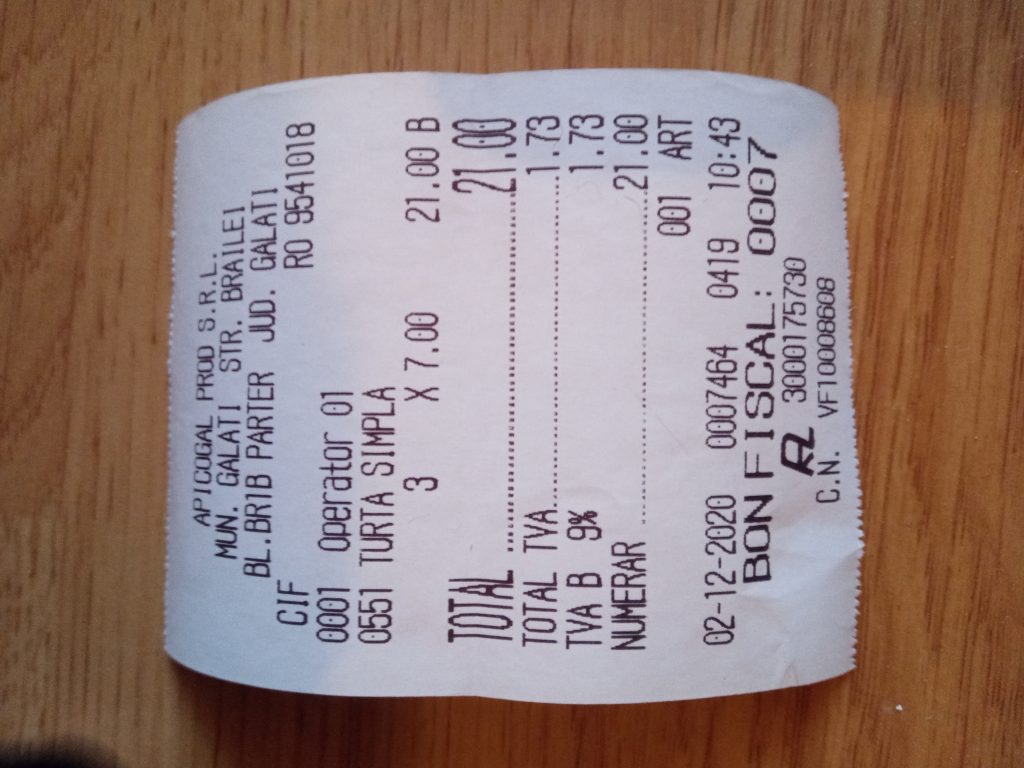 APICOGAL PROD S.R.L.
MUN. GALATI STR. BRAILEI
BL.BR1B PARTER JUD. GALATI
CIF RO 9541018
0001 Operator 01
0551 TURTA SIMPLA
3 X 7.00 21.00 B
TOTAL ..............21.00
TOTAL TVA..............1.73
TVA B 9% 1.73
NUMERAR ..............21.00
001 ART
02-12-2020 0007464 0419 10:43
BON FISCAL: 0007
3000175730
C.N. VF100008608